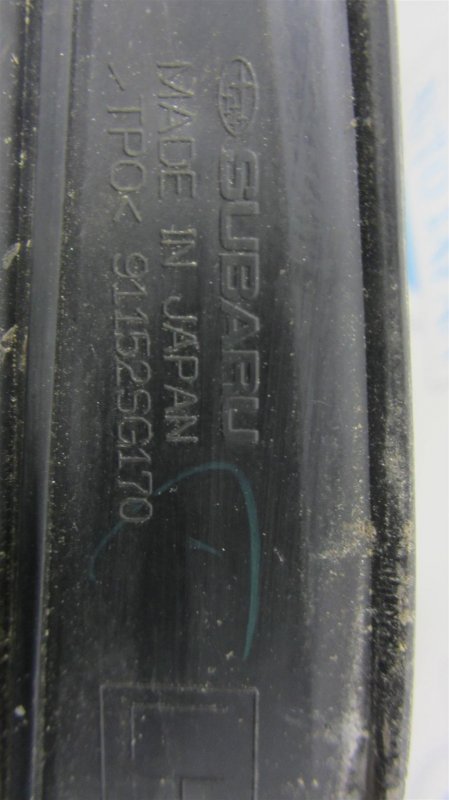 SUBARU
MADE IN JAPAN
>TPO< 91152SG170